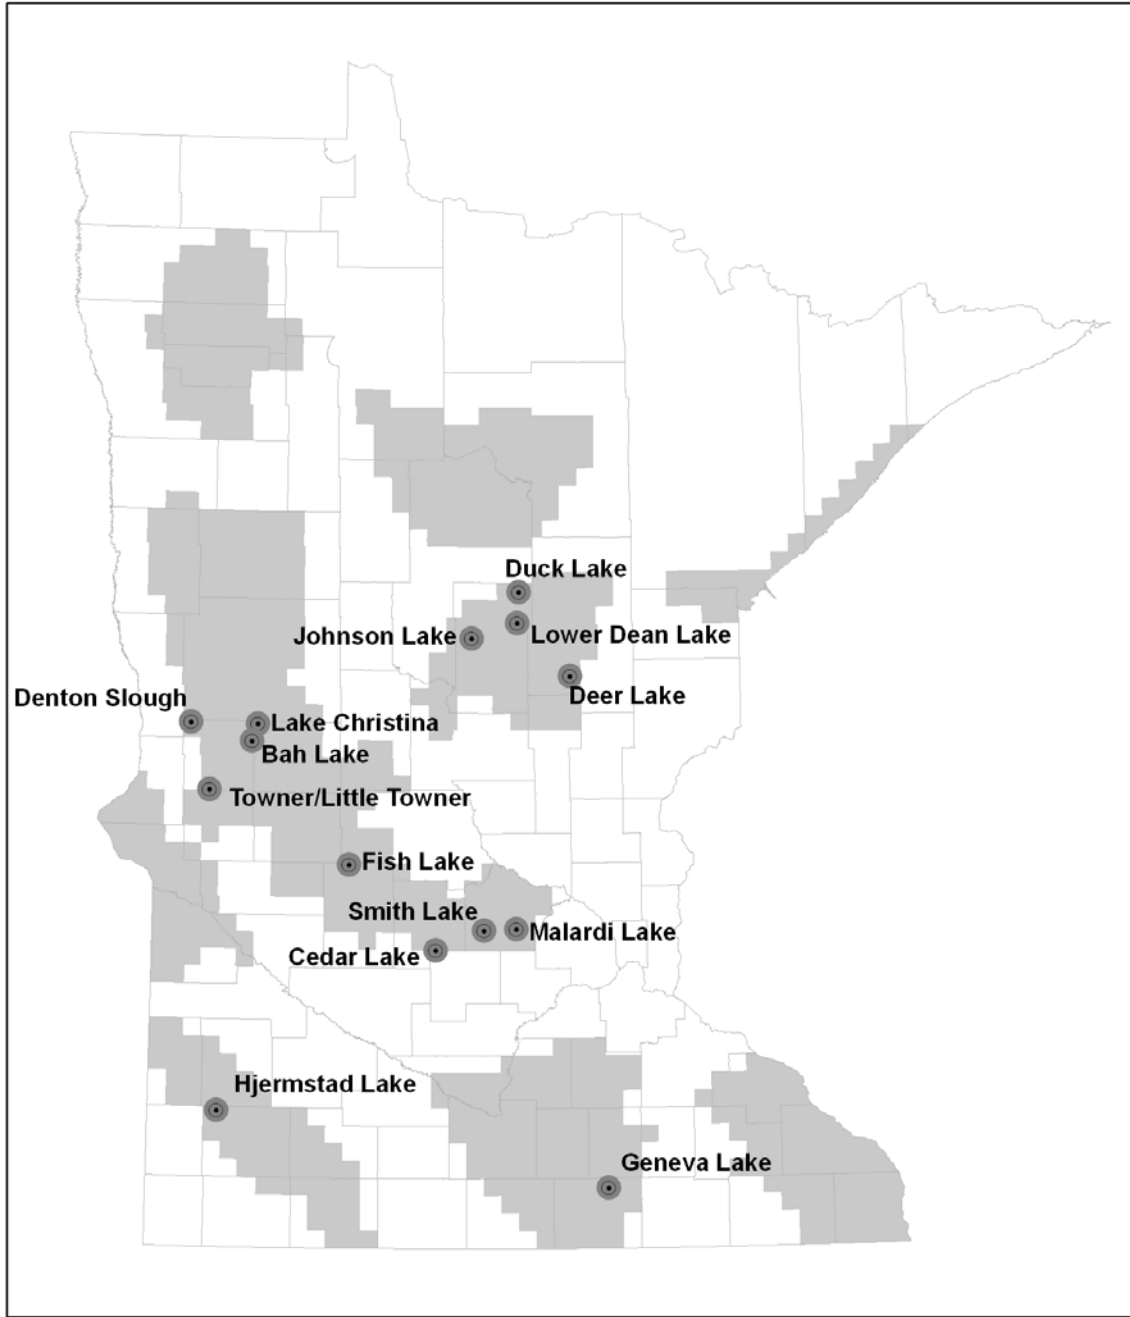 Duck Lake
Johnson Lake
Lower Dean Lake
Deer Lake
Denton Slough
Lake Christina
Bah Lake
Towner/Little Towner
Fish Lake
Smith Lake
Malardi Lake
Cedar Lake
Hjermstad Lake
Geneva Lake